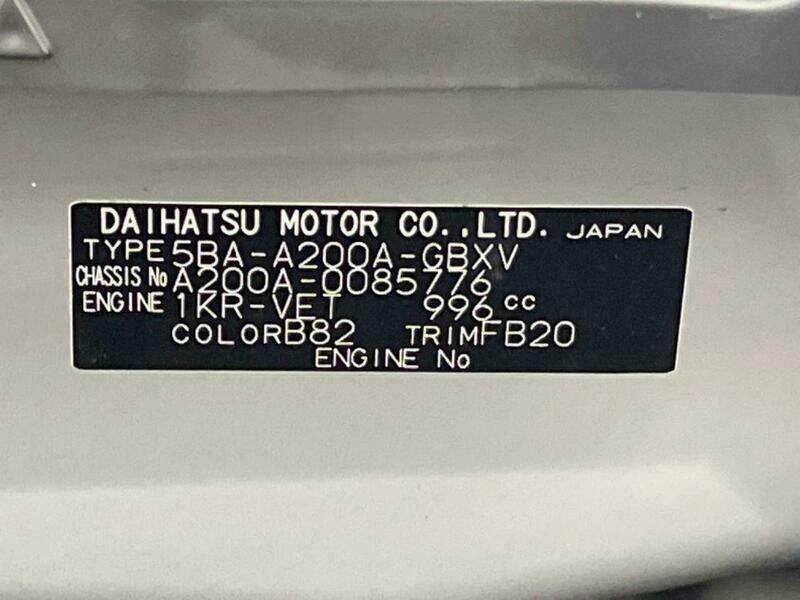 DAIHATSU MOTOR CO.,LTD. JAPAN
TYPE 5BA-A200A-GBXV
CHASSIS No A200A-0085776
ENGINE 1KR-VET 996 cc
COLOR B82 TRIM FB20
ENGINE No